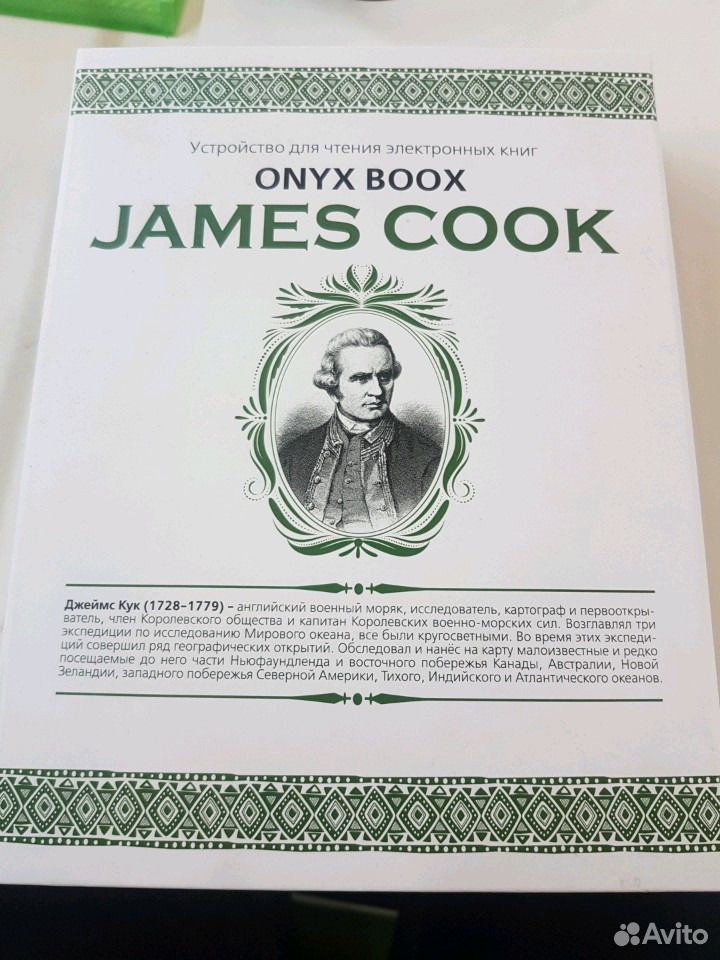 Устройство для чтения электронных книг
ONYX BOOX
JAMES COOK
Джеймс Кук (1728–1779) – английский военный моряк, исследователь, картограф и первооткры-
ватель, член Королевского общества и капитан Королевских военно-морских сил. Возглавлял три
экспедиции по исследованию Мирового океана, все были кругосветными. Во время этих экспеди-
ций совершил ряд географических открытий. Обследовал и нанёс на карту малоизвестные и редко
посещаемые до него части Ньюфаундленда и восточного побережья Канады, Австралии, Новой
Зеландии, западного побережья Северной Америки, Тихого, Индийского и Атлантического океанов.
Avito